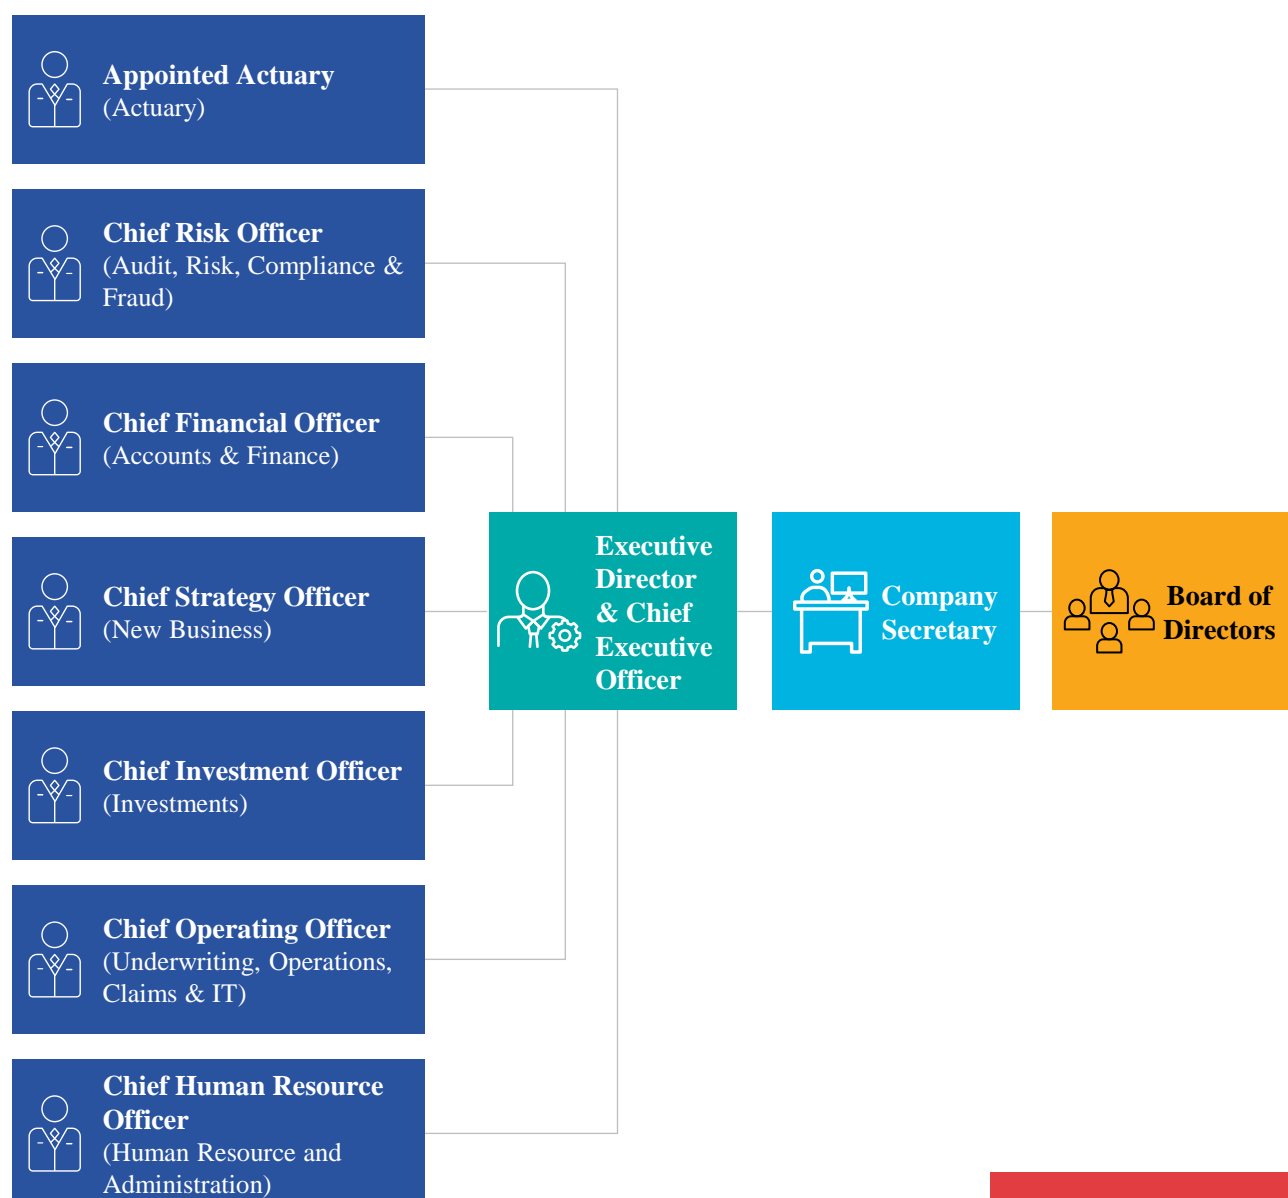 Appointed Actuary
(Actuary)
Chief Risk Officer
(Audit, Risk, Compliance &
Fraud)
Chief Financial Officer
(Accounts & Finance)
Chief Strategy Officer
(New Business)
Chief Investment Officer
(Investments)
Chief Operating Officer
(Underwriting, Operations,
Claims & IT)
Chief Human Resource
Officer
(Human Resource and
Administration)
Executive
Director
& Chief
Executive
Officer
Company
Secretary
Board of
Directors